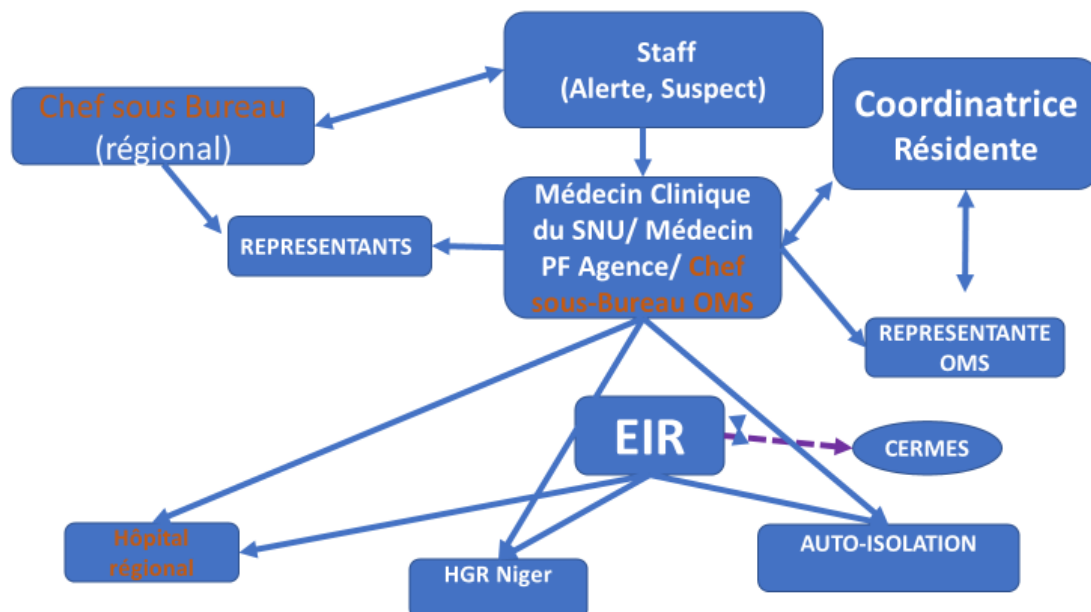 Staff
(Alerte, Suspect)
Chef sous Bureau
(régional)
Coordinatrice
Résidente
Médecin Clinique
du SNU/ Médecin
PF Agence/ Chef
sous-Bureau OMS
REPRESENTANTS
REPRESENTANTE
OMS
EIR
CERMES
Hôpital
régional
HGR Niger
AUTO-ISOLATION